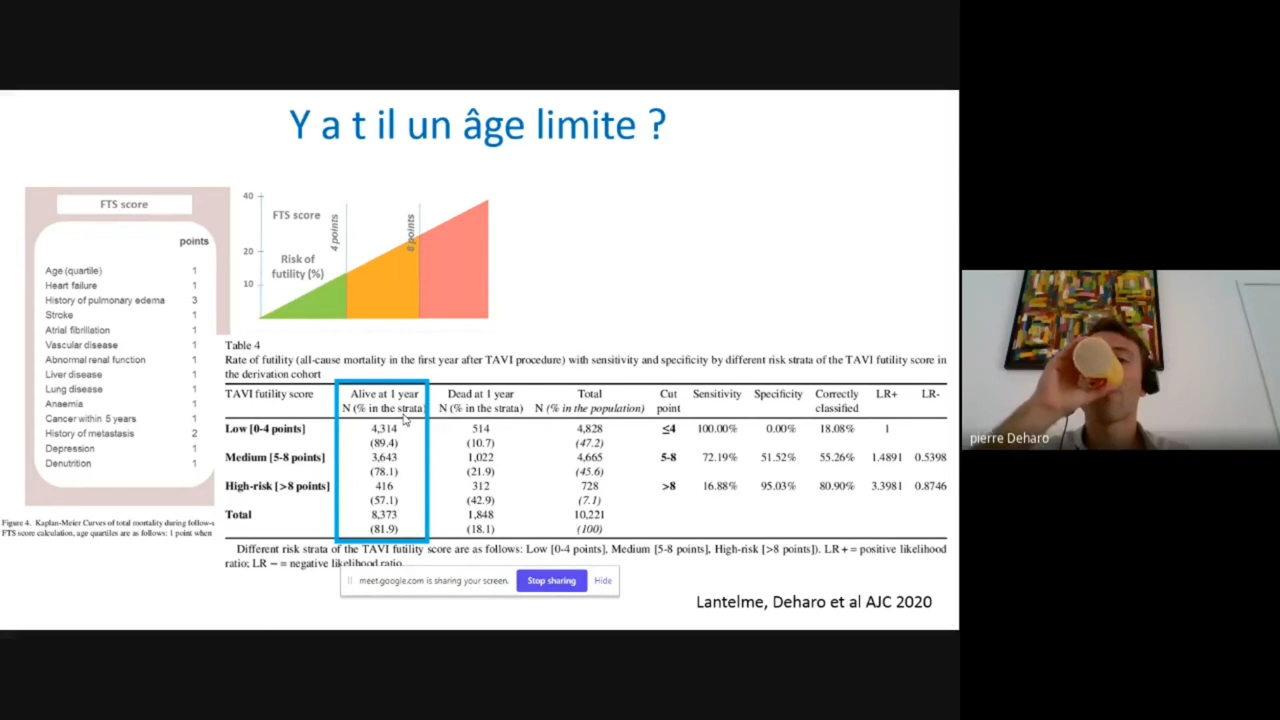 Y a t il un âge limite ?
FTS score
points
Age (quartile) 1
Heart failure 1
History of pulmonary edema 3
Stroke 1
Atrial fibrillation 1
Vascular disease 1
Abnormal renal function 1
Liver disease 1
Lung disease 1
Anaemia 1
Cancer within 5 years 1
History of metastasis 2
Depression 1
Denutrition 1
Figure 4. Kaplan-Meier Curves of total mortality during follow-
FTS score calculation, age quartiles are as follows: 1 point when
40
20
10
FTS score
Risk of
futility (%)
4 points
8 points
Table 4
Rate of futility (all-cause mortality in the first year after TAVI procedure) with sensitivity and specificity by different risk strata of the TAVI futility score in
the derivation cohort
TAVI futility score Alive at 1 year Dead at 1 year Total Cut Sensitivity Specificity Correctly LR+ LR-
N (% in the strata) N (% in the strata) N (% in the population) point classified
Low [0-4 points] 4,314 514 4,828 ≤4 100.00% 0.00% 18.08% 1
(89.4) (10.7) (47.2)
Medium [5-8 points] 3,643 1,022 4,665 5-8 72.19% 51.52% 55.26% 1.4891 0.5398
(78.1) (21.9) (45.6)
High-risk [>8 points] 416 312 728 >8 16.88% 95.03% 80.90% 3.3981 0.8746
(57.1) (42.9) (7.1)
Total 8,373 1,848 10,221
(81.9) (18.1) (100)
Different risk strata of the TAVI futility score are as follows: Low [0-4 points], Medium [5-8 points], High-risk [>8 points]). LR+ = positive likelihood
ratio; LR − = negative likelihood ratio.
meet.google.com is sharing your screen. Stop sharing Hide
Lantelme, Deharo et al AJC 2020
pierre Deharo